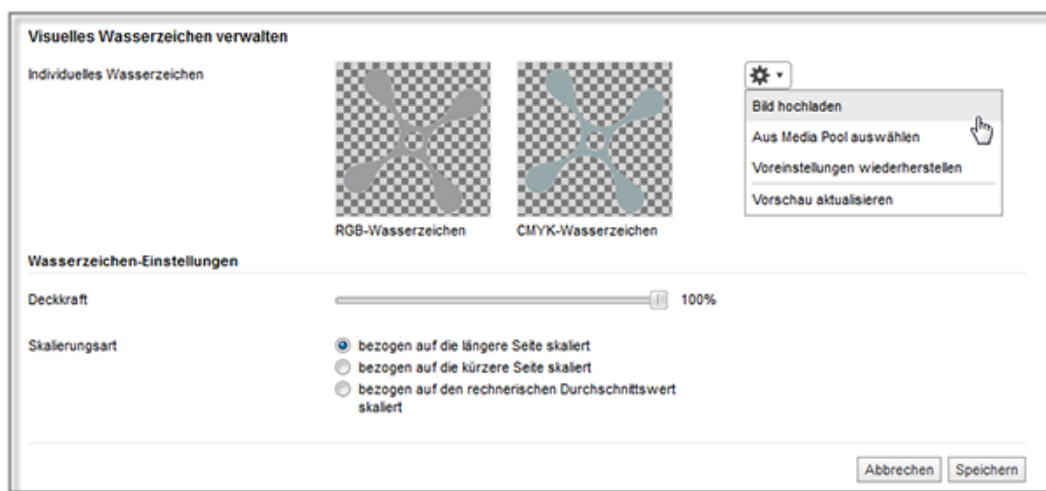 Visuelles Wasserzeichen verwalten
Individuelles Wasserzeichen
RGB-Wasserzeichen
CMYK-Wasserzeichen
Bild hochladen
Aus Media Pool auswählen
Voreinstellungen wiederherstellen
Vorschau aktualisieren
Wasserzeichen-Einstellungen
Deckkraft
100%
Skalierungsart
bezogen auf die längere Seite skaliert
bezogen auf die kürzere Seite skaliert
bezogen auf den rechnerischen Durchschnittswert
skaliert
Abbrechen
Speichern